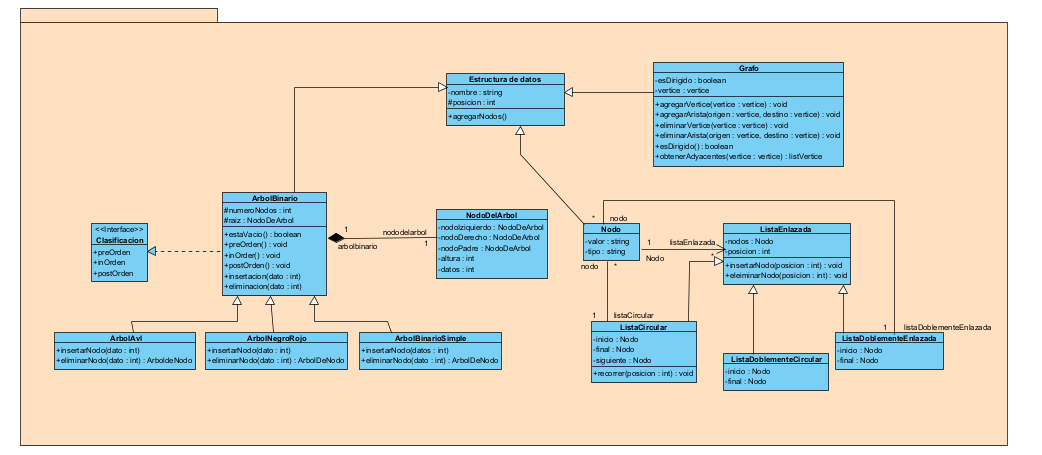 Estructura de datos
-nombre : string
#posicion : int
+agregarNodos()
Grafo
-esDirigido : boolean
-vertice : vertice
+agregarVertice(vertice : vertice) : void
+agregarArista(origen : vertice, destino : vertice) : void
+eliminarVertice(vertice : vertice) : void
+eliminarArista(origen : vertice, destino : vertice) : void
+esDirigido() : boolean
+obtenerAdyacentes(vertice : vertice) : listVertice
<<Interface>>
Clasificacion
+preOrden
+inOrden
+postOrden
ArbolBinario
#numeroNodos : int
#raiz : NodoDeArbol
+estaVacio() : boolean
+preOrden() : void
+inOrder() : void
+postOrden() : void
+insertacion(dato : int)
+eliminacion(dato : int)
1
nododelarbol
arbolbinario
1
NodoDelArbol
-nodoIzquierdo : NodoDeArbol
-nodoDerecho : NodoDeArbol
-nodoPadre : NodoDeArbol
-altura : int
-datos : int
*
nodo
Nodo
-valor : string
-tipo : string
nodo
*
1
listaEnlazada
Nodo
*
ListaEnlazada
-nodos : Nodo
-posicion : int
+insertarNodo(posicion : int) : void
+eleiminarNodo(posicion : int) : void
ArbolAvl
+insertarNodo(dato : int)
+eliminarNodo(dato : int) : ArboldeNodo
ArbolNegroRojo
+insertarNodo(dato : int)
+eliminarNodo(dato : int) : ArbolDeNodo
ArbolBinarioSimple
+insertarNodo(datos : int)
+eliminarNodo(dato : int) : ArbolDeNodo
1
listaCircular
ListaCircular
-inicio : Nodo
-final : Nodo
-siguiente : Nodo
+recorrer(posicion : int) : void
ListaDoblementeCircular
-inicio : Nodo
-final : Nodo
1
listaDoblementeEnlazada
ListaDoblementeEnlazada
-inicio : Nodo
-final : Nodo